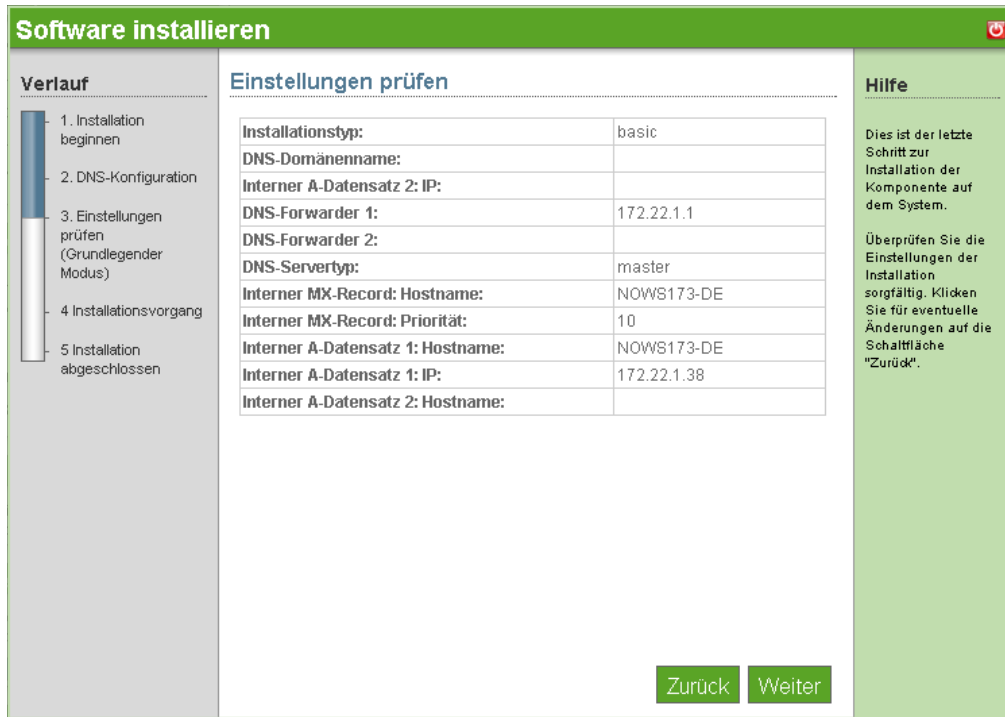 Software installieren
Verlauf
1. Installation
beginnen
2. DNS-Konfiguration
3. Einstellungen
prüfen
(Grundlegender
Modus)
4 Installationsvorgang
5 Installation
abgeschlossen
Einstellungen prüfen
Installationstyp: basic
DNS-Domänenname:
Interner A-Datensatz 2: IP:
DNS-Forwarder 1: 172.22.1.1
DNS-Forwarder 2:
DNS-Servertyp: master
Interner MX-Record: Hostname: NOWS173-DE
Interner MX-Record: Priorität: 10
Interner A-Datensatz 1: Hostname: NOWS173-DE
Interner A-Datensatz 1: IP: 172.22.1.38
Interner A-Datensatz 2: Hostname:
Zurück Weiter
Hilfe
Dies ist der letzte
Schritt zur
Installation der
Komponente auf
dem System.
Überprüfen Sie die
Einstellungen der
Installation
sorgfältig. Klicken
Sie für eventuelle
Änderungen auf die
Schaltfläche
"Zurück".